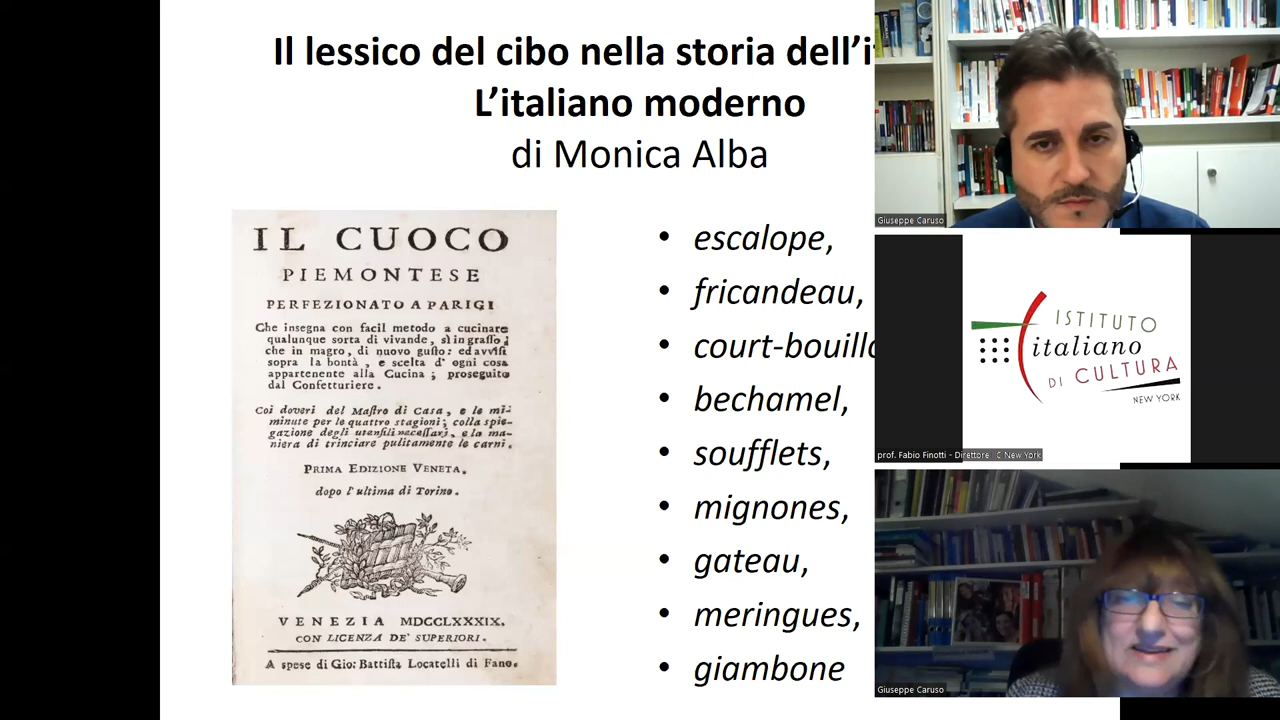 Il lessico del cibo nella storia dell'i
L'italiano moderno
di Monica Alba
IL CUOCO
PIEMONTESE
PERFEZIONATO A PARIGI
Che insegna con facil metodo a cucinare
qualunque sorta di vivande, sì in grasso,
che in magro, di nuovo gusto: ed avvisi
sopra la bontà, e scelta d' ogni cosa
appartenente alla Cucina; proseguito
dal Confetturiere.
Coi doveri del Mastro di Casa, e le mi-
minute per le quattro stagioni; colla spie-
gazione degli utensili necessarj, e la ma-
niera di trinciare pulitamente le carni.
PRIMA EDIZIONE VENETA.
dopo l'ultima di Torino.
VENEZIA MDCCLXXXIX.
CON LICENZA DE' SUPERIORI.
A spese di Gio: Battista Locatelli di Fano.
• escalope,
• fricandeau,
• court-bouill
• bechamel,
• soufflets,
• mignones,
• gateau,
• meringues,
• giambone
Giuseppe Caruso
ISTITUTO
italiano
DI CULTURA
NEW YORK
prof. Fabio Finotti - Direttore IC New York
Giuseppe Caruso